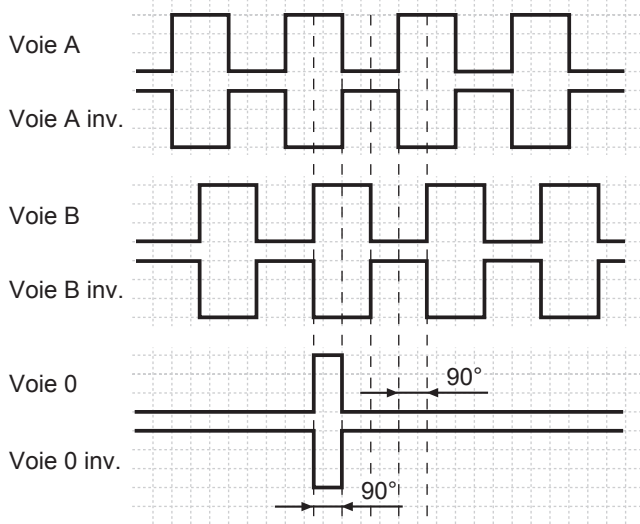 Voie A
Voie A inv.
Voie B
Voie B inv.
Voie 0
90°
Voie 0 inv.
90°